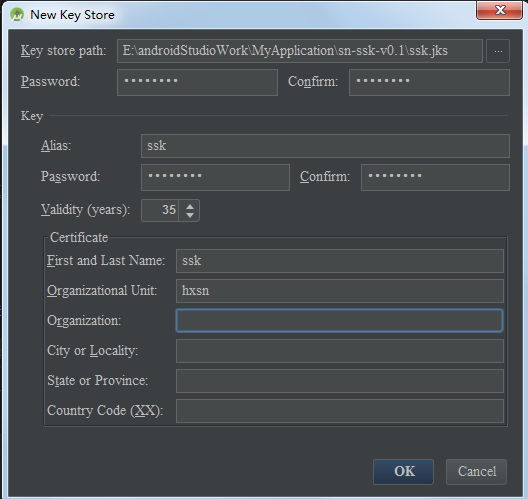 New Key Store
Key store path: E:\androidStudioWork\MyApplication\sn-ssk-v0.1\ssk.jks ...
Password: •••••••• Confirm: ••••••••
Key
Alias: ssk
Password: •••••••• Confirm: ••••••••
Validity (years): 35
Certificate
First and Last Name: ssk
Organizational Unit: hxsn
Organization:
City or Locality:
State or Province:
Country Code (XX):
OK Cancel